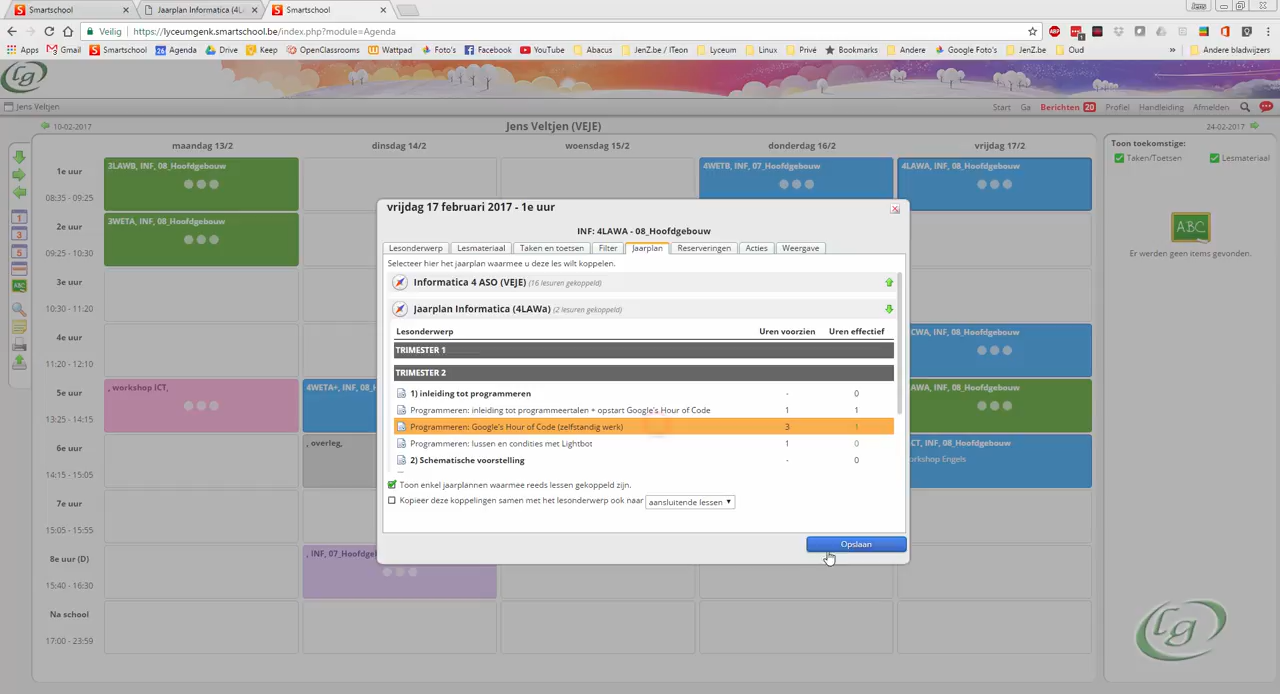 Smartschool
Jaarplan Informatica (4L
Smartschool
Jens
Veilig
https://lyceumgenk.smartschool.be/index.php?module=Agenda
Apps
Gmail
Smartschool
Agenda
Drive
Keep
OpenClassrooms
Wattpad
Foto's
Facebook
YouTube
Abacus
JenZ.be / ITeon
Lyceum
Linux
Privé
Bookmarks
Andere
Google Foto's
JenZ.be
Oud
»
Andere bladwijzers
lg
Jens Veltjen
Start
Ga
Berichten 20
Profiel
Handleiding
Afmelden
10-02-2017
Jens Veltjen (VEJE)
24-02-2017
maandag 13/2
dinsdag 14/2
woensdag 15/2
donderdag 16/2
vrijdag 17/2
Toon toekomstige:
Taken/Toetsen
Lesmateriaal
ABC
Er werden geen items gevonden.
1
3
5
ABC
1e uur
08:35 - 09:25
3LAWB, INF, 08_Hoofdgebouw
4WETB, INF, 08_Hoofdgebouw
4LAWA, INF, 08_Hoofdgebouw
2e uur
09:25 - 10:30
3WETA, INF, 08_Hoofdgebouw
3e uur
10:30 - 11:20
4e uur
11:20 - 12:10
CWA, INF, 08_Hoofdgebouw
5e uur
13:25 - 14:15
, workshop ICT,
4WETA+, INF, 08_H
AWA, INF, 08_Hoofdgebouw
6e uur
14:15 - 15:05
, overleg,
CT, INF, 08_Hoofdgebouw
rkshop Engels
7e uur
15:05 - 15:55
8e uur (D)
15:40 - 16:30
, INF, 07_Hoofdgeb
Na school
17:00 - 23:59
vrijdag 17 februari 2017 - 1e uur
INF: 4LAWA - 08_Hoofdgebouw
Lesonderwerp
Lesmateriaal
Taken en toetsen
Filter
Jaarplan
Reserveringen
Acties
Weergave
Selecteer hier het jaarplan waarmee u deze les wilt koppelen.
Informatica 4 ASO (VEJE) (16 lesuren gekoppeld)
Jaarplan Informatica (4LAWa) (2 lesuren gekoppeld)
Lesonderwerp Uren voorzien Uren effectief
TRIMESTER 1
TRIMESTER 2
1) inleiding tot programmeren - 0
Programmeren: inleiding tot programmeertalen + opstart Google's Hour of Code 1 1
Programmeren: Google's Hour of Code (zelfstandig werk) 3 1
Programmeren: lussen en condities met Lightbot 1 0
2) Schematische voorstelling - 0
Toon enkel jaarplannen waarmee reeds lessen gekoppeld zijn.
Kopieer deze koppelingen samen met het lesonderwerp ook naar aansluitende lessen
Opslaan
lg